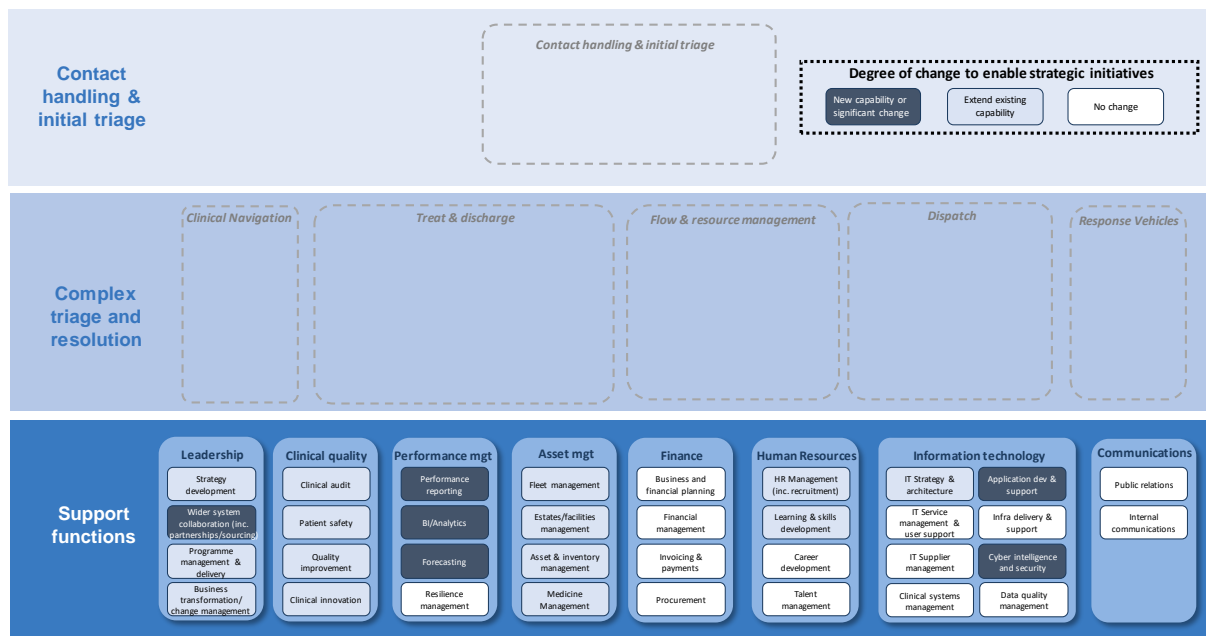 Contact
handling &
initial triage
Contact handling & initial triage
Degree of change to enable strategic initiatives
New capability or
significant change
Extend existing
capability
No change
Complex
triage and
resolution
Clinical Navigation
Treat & discharge
Flow & resource management
Dispatch
Response Vehicles
Support
functions
Leadership
Strategy
development
Wider system
collaboration (inc.
partnerships/sourcing)
Programme
management &
delivery
Business
transformation/
change management
Clinical quality
Clinical audit
Patient safety
Quality
improvement
Clinical innovation
Performance mgt
Performance
reporting
BI/Analytics
Forecasting
Resilience
management
Asset mgt
Fleet management
Estates/facilities
management
Asset & inventory
management
Medicine
Management
Finance
Business and
financial planning
Financial
management
Invoicing &
payments
Procurement
Human Resources
HR Management
(inc. recruitment)
Learning & skills
development
Career
development
Talent
management
Information technology
IT Strategy &
architecture
Application dev &
support
IT Service
management &
user support
Infra delivery &
support
IT Supplier
management
Cyber intelligence
and security
Clinical systems
management
Data quality
management
Communications
Public relations
Internal
communications